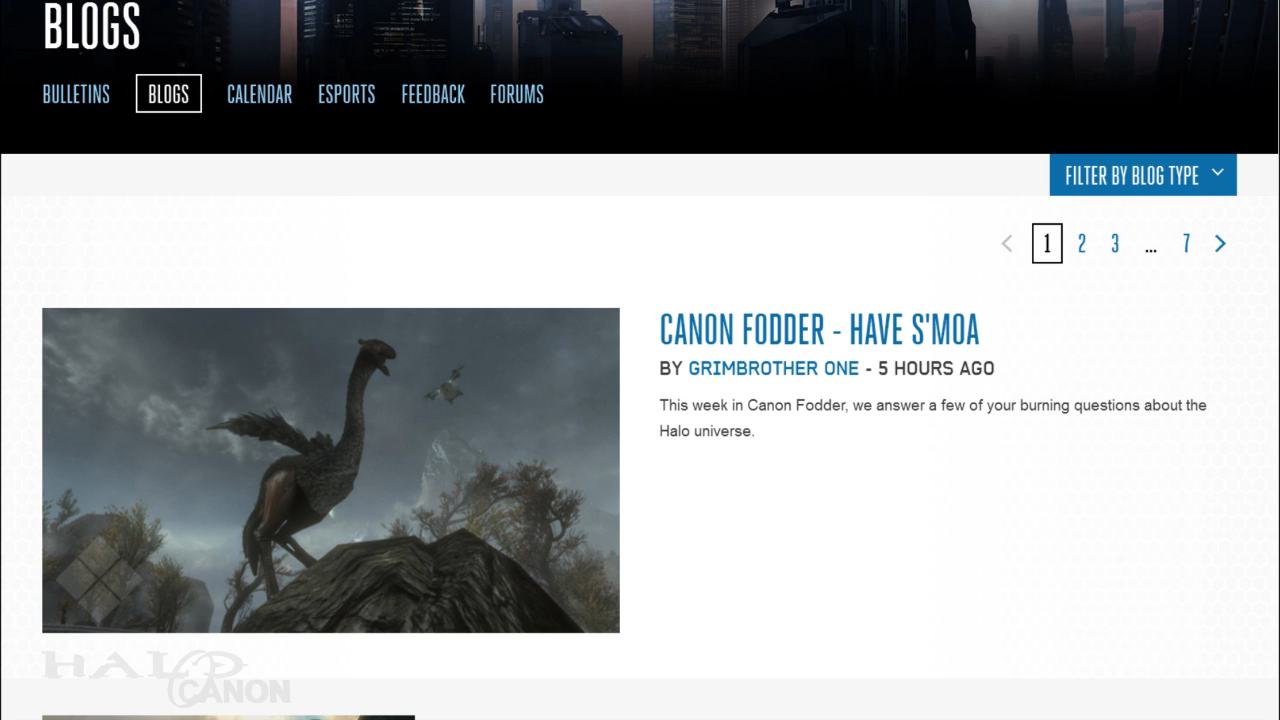 BLOGS
BULLETINS BLOGS CALENDAR ESPORTS FEEDBACK FORUMS
FILTER BY BLOG TYPE
1 2 3 ... 7
CANON FODDER - HAVE S'MOA
BY GRIMBROTHER ONE - 5 HOURS AGO
This week in Canon Fodder, we answer a few of your burning questions about the
Halo universe.
HALO
CANON